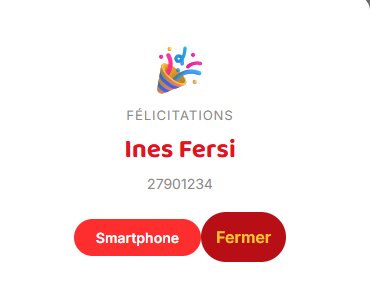 FÉLICITATIONS
Ines Fersi
27901234
Smartphone Fermer